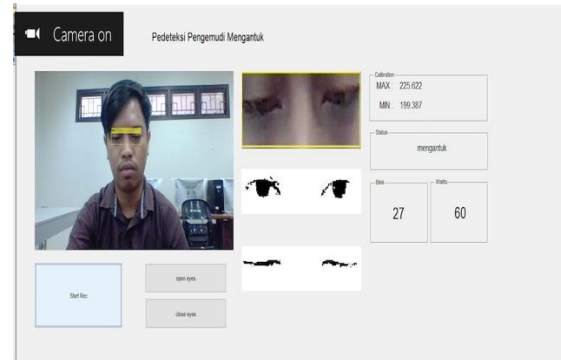 Camera on
Pedeteksi Pengemudi Mengantuk
Calibration
MAX : 225.622
MIN : 199.387
Status
mengantuk
Waktu
27
60
Start Rec
open eyes
close eyes